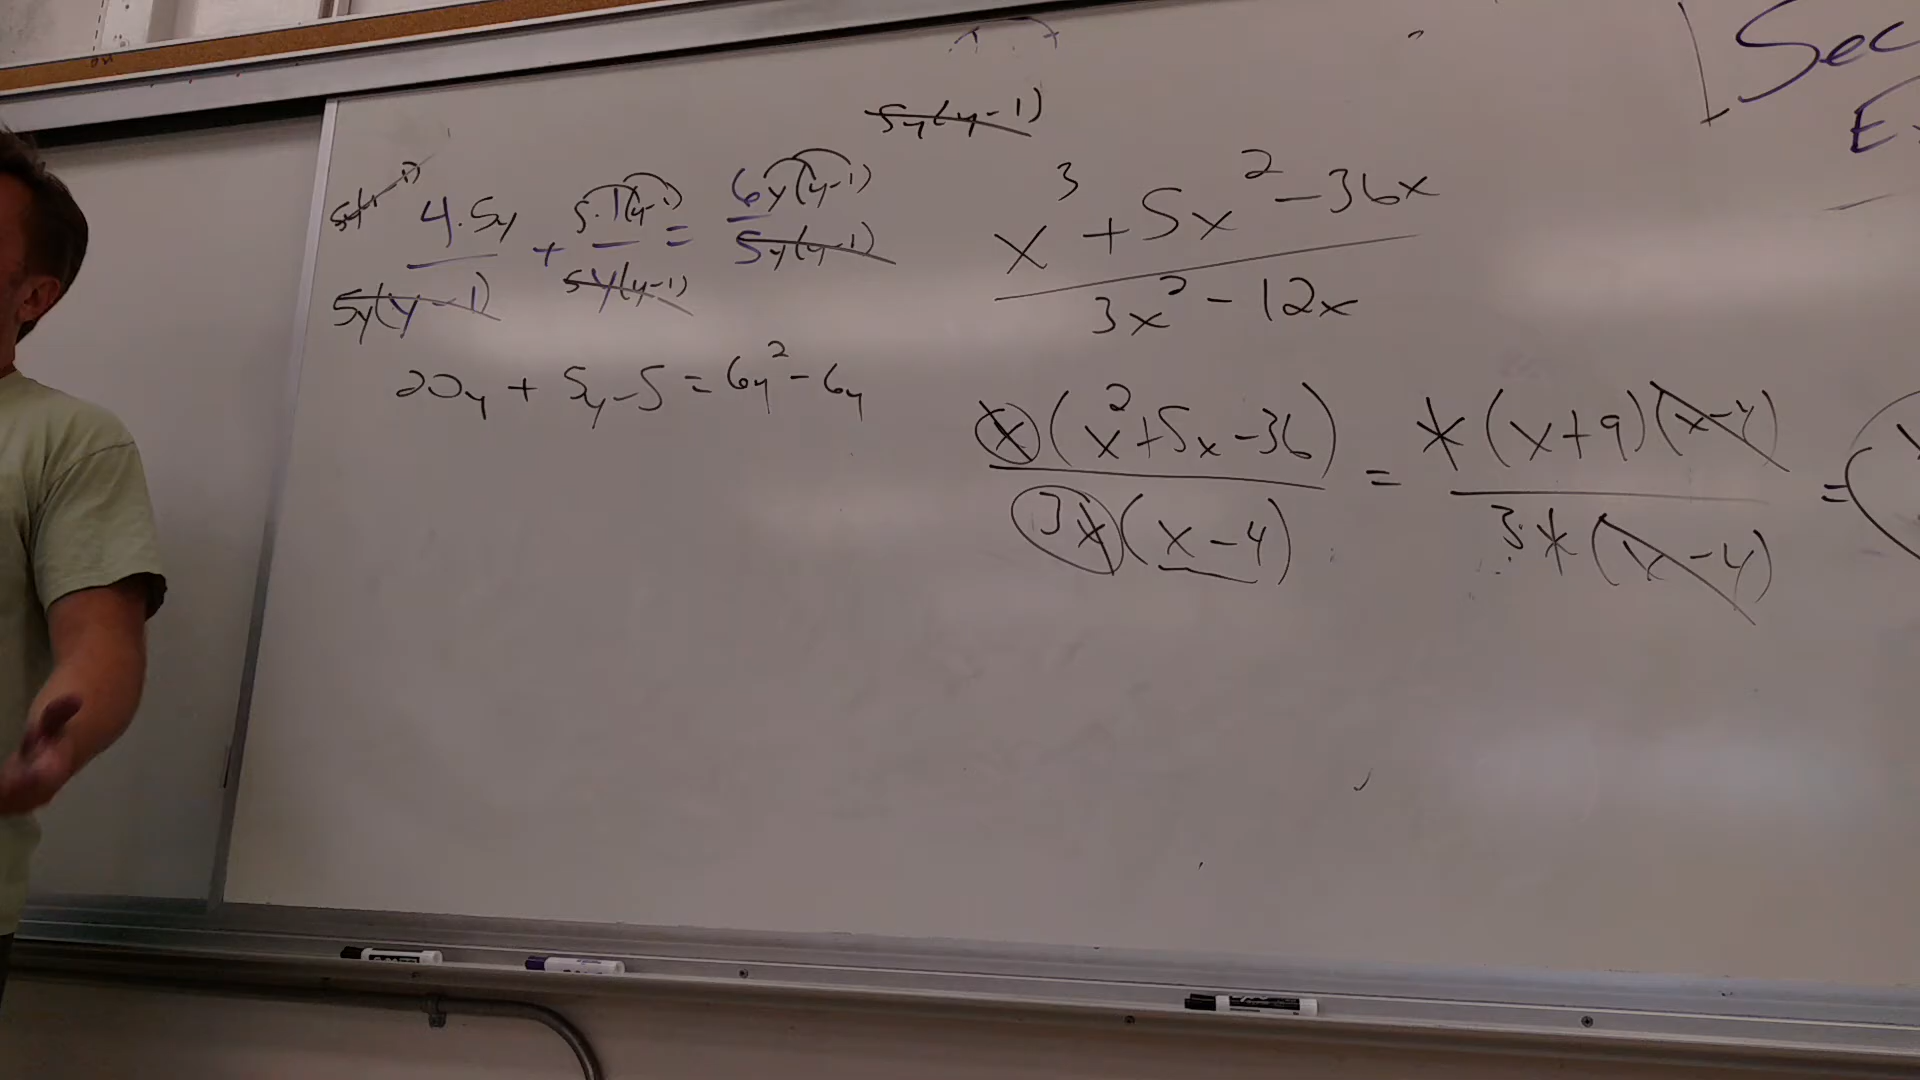 5y(y-1)
4·5y/5y(y-1) + 5·1(y-1)/5y(y-1) = 6y(y-1)/5y(y-1)
20y + 5y-5 = 6y²-6y
x³+5x²-36x
3x²-12x
x(x²+5x-36)/3x(x-4) = x(x+9)(x-4)/3·x(x-4) =
Sec
E